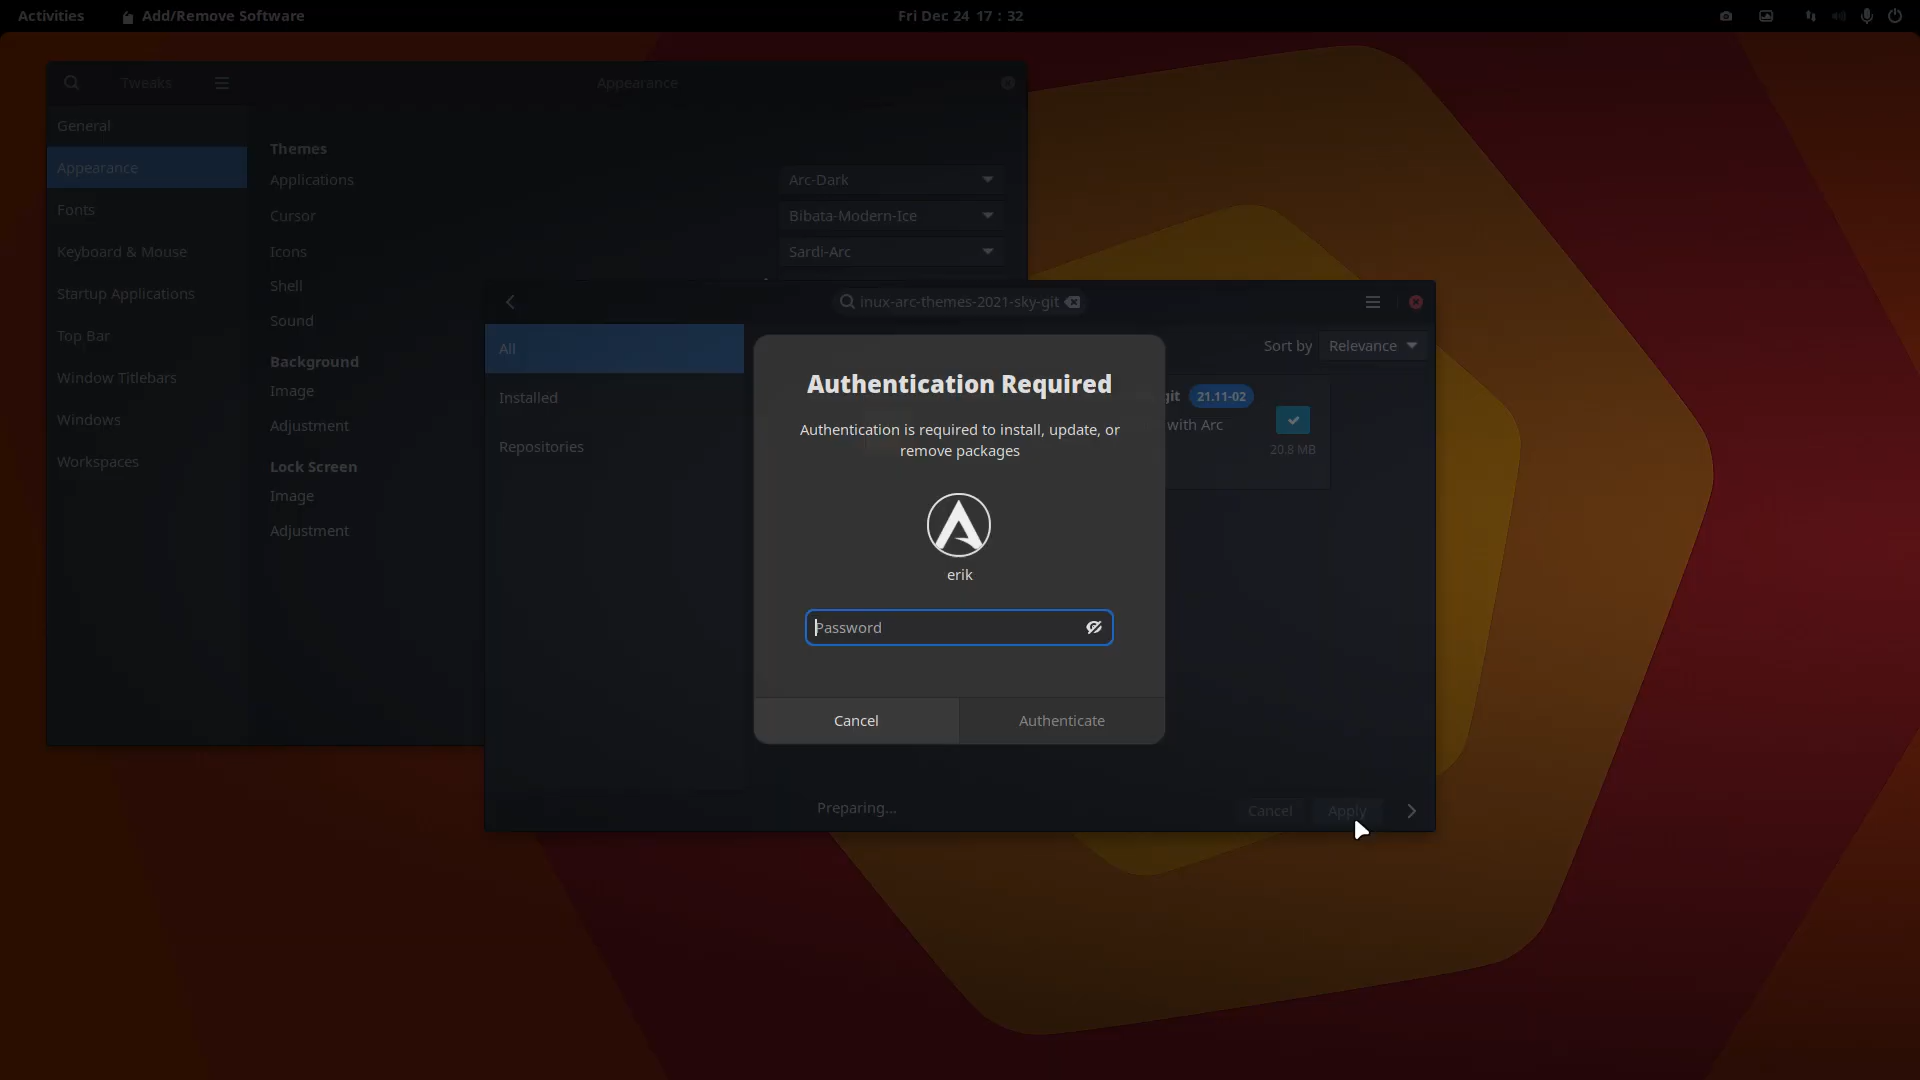 Activities
Add/Remove Software
Fri Dec 24 17 : 32
Tweaks
Appearance
General
Appearance
Fonts
Keyboard & Mouse
Startup Applications
Top Bar
Window Titlebars
Windows
Workspaces
Themes
Applications
Arc-Dark
Cursor
Bibata-Modern-Ice
Icons
Sardi-Arc
Shell
Sound
Background
Image
Adjustment
Lock Screen
Image
Adjustment
inux-arc-themes-2021-sky-git
All
Installed
Repositories
Sort by
Relevance
git
21.11-02
with Arc
20.8 MB
Authentication Required
Authentication is required to install, update, or
remove packages
erik
Password
Cancel
Authenticate
Preparing...
Cancel
Apply